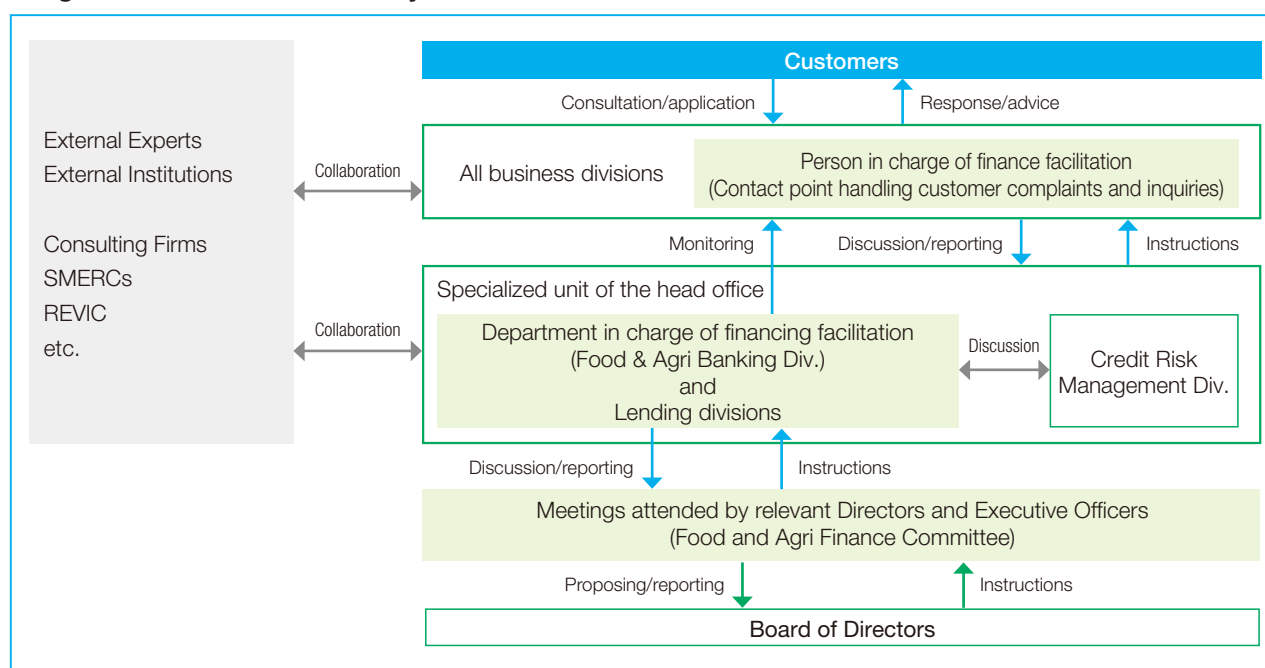 Customers
Consultation/application
Response/advice
External Experts
External Institutions
Consulting Firms
SMERCs
REVIC
etc.
Collaboration
All business divisions
Person in charge of finance facilitation
(Contact point handling customer complaints and inquiries)
Monitoring
Discussion/reporting
Instructions
Collaboration
Specialized unit of the head office
Department in charge of financing facilitation
(Food & Agri Banking Div.)
and
Lending divisions
Discussion
Credit Risk
Management Div.
Discussion/reporting
Instructions
Meetings attended by relevant Directors and Executive Officers
(Food and Agri Finance Committee)
Proposing/reporting
Instructions
Board of Directors